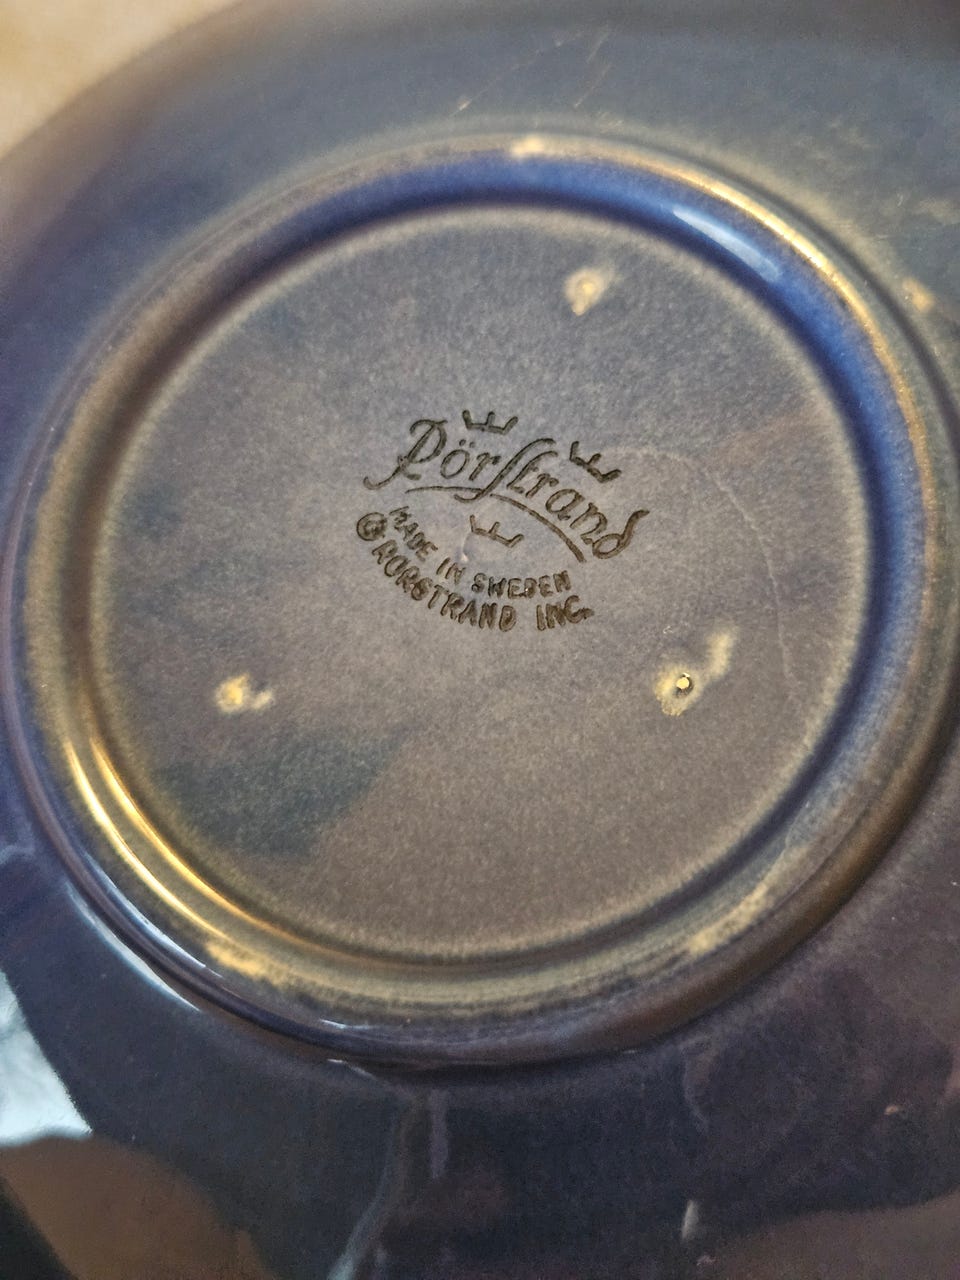 Rörstrand
MADE IN SWEDEN
© RORSTRAND INC.